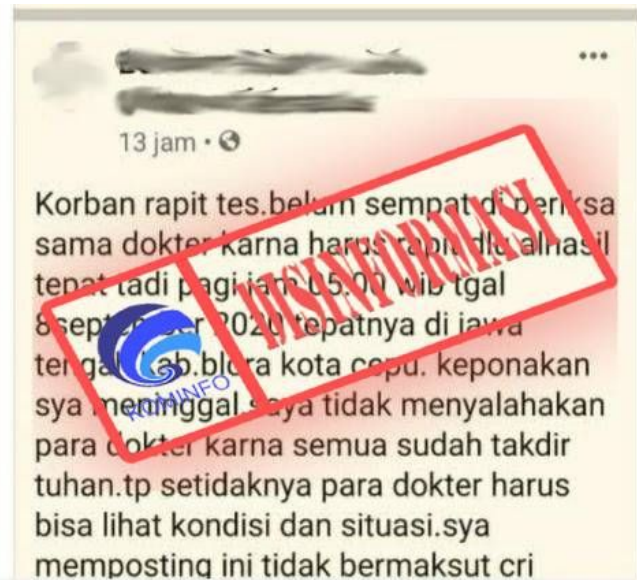 13 jam ·
Korban rapit tes.belum sempat di periksa
sama dokter karna harus rapit dlu alhasil
tepat tadi pagi jam 05.00 wib tgal
8september 2020 tepatnya di jawa
tengah kab.blora kota cepu. keponakan
sya meninggal.saya tidak menyalahakan
para dokter karna semua sudah takdir
tuhan.tp setidaknya para dokter harus
bisa lihat kondisi dan situasi.sya
memposting ini tidak bermaksut cri
DISINFORMASI
KOMINFO